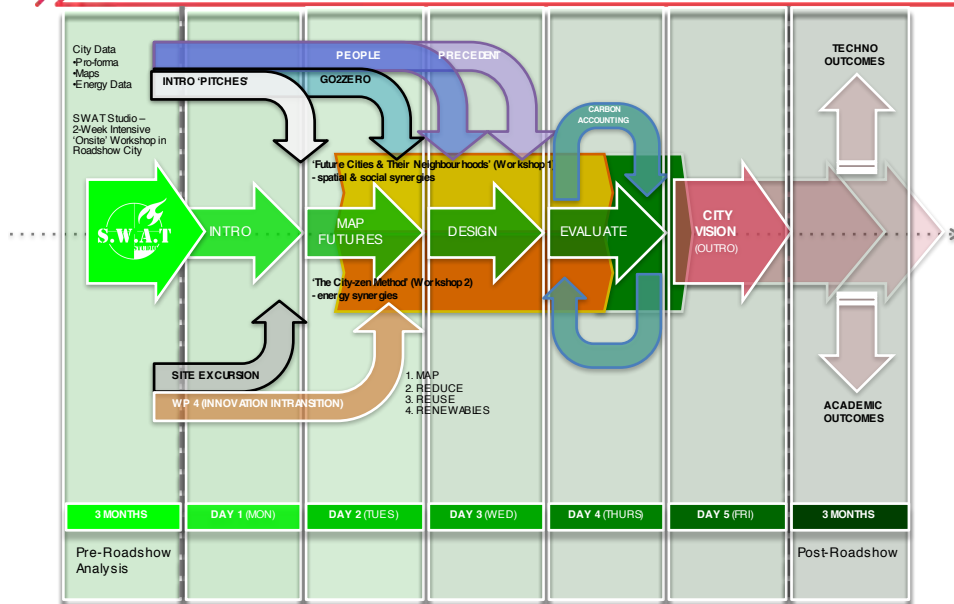 City Data
•Pro-forma
•Maps
•Energy Data
SWAT Studio –
2-Week Intensive
'Onsite' Workshop in
Roadshow City
PEOPLE
PRECEDENT
INTRO 'PITCHES'
GO2ZERO
CARBON
ACCOUNTING
TECHNO
OUTCOMES
'Future Cities & Their Neighbourhoods' (Workshop 1)
- spatial & social synergies
S.W.A.T
STUDIO
INTRO
MAP
FUTURES
DESIGN
EVALUATE
CITY
VISION
(OUTRO)
'The City-zen Method' (Workshop 2)
- energy synergies
SITE EXCURSION
WP 4 (INNOVATION INTRANSITION)
1. MAP
2. REDUCE
3. REUSE
4. RENEWABLES
ACADEMIC
OUTCOMES
3 MONTHS
DAY 1 (MON)
DAY 2 (TUES)
DAY 3 (WED)
DAY 4 (THURS)
DAY 5 (FRI)
3 MONTHS
Pre-Roadshow
Analysis
Post-Roadshow